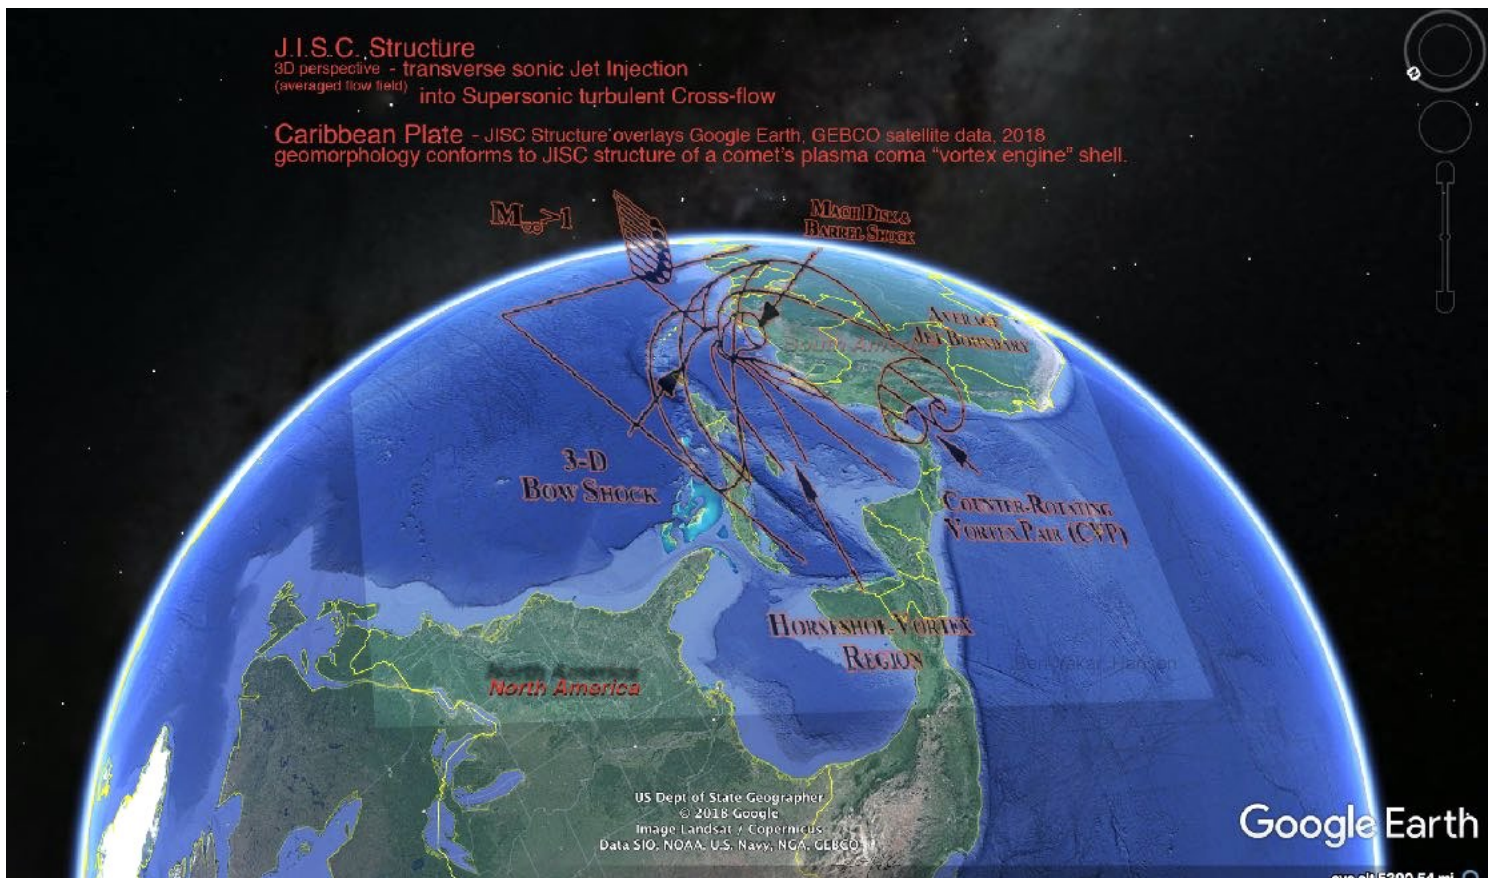 J.I.S.C. Structure
3D perspective - transverse sonic Jet Injection
(averaged flow field) into Supersonic turbulent Cross-flow
Caribbean Plate - JISC Structure overlays Google Earth, GEBCO satellite data, 2018
geomorphology conforms to JISC structure of a comet's plasma coma "vortex engine" shell.
M∞>1
MACH DISK &
BARREL SHOCK
AVERAGE
JET BOUNDARY
South America
3-D
BOW SHOCK
COUNTER-ROTATING
VORTEX PAIR (CVP)
HORSESHOE-VORTEX
REGION
North America
North America
US Dept of State Geographer
© 2018 Google
Image Landsat / Copernicus
Data SIO, NOAA, U.S. Navy, NGA, GEBCO
Google Earth
N